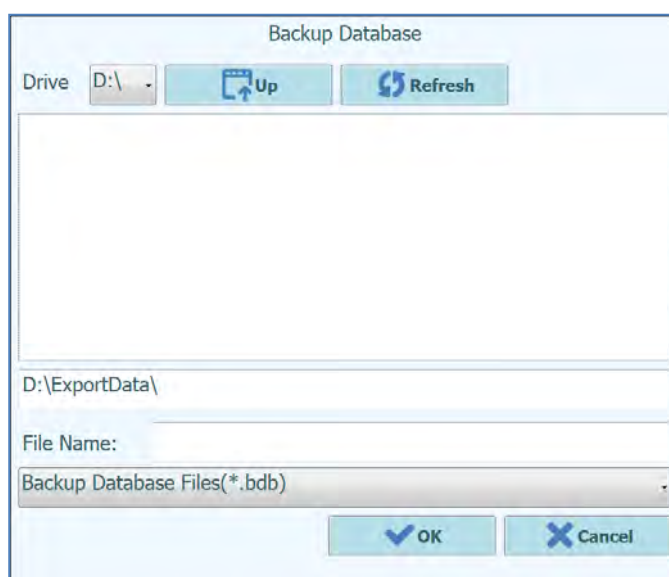 Backup Database
Drive D:\ Up Refresh
D:\ExportData\
File Name:
Backup Database Files(*.bdb)
OK Cancel